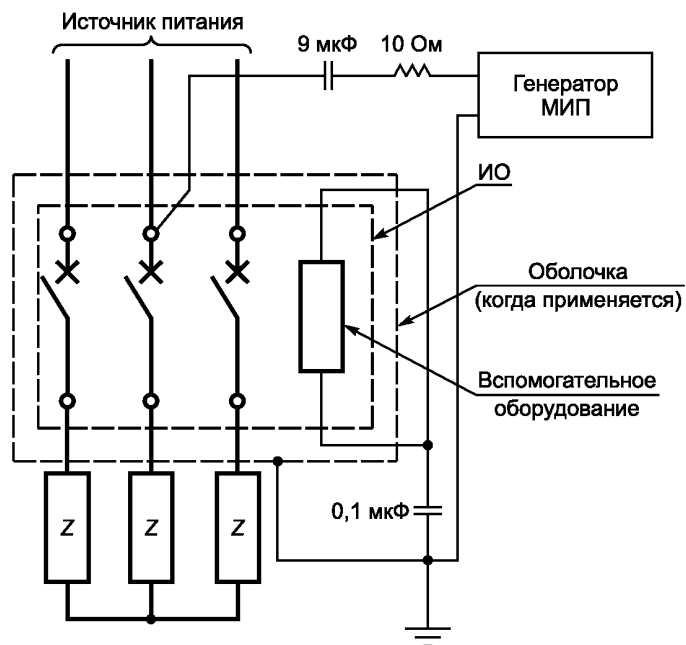 Источник питания
9 мкФ
10 Ом
Генератор
МИП
ИО
Оболочка
(когда применяется)
Вспомогательное
оборудование
0,1 мкФ
Z
Z
Z